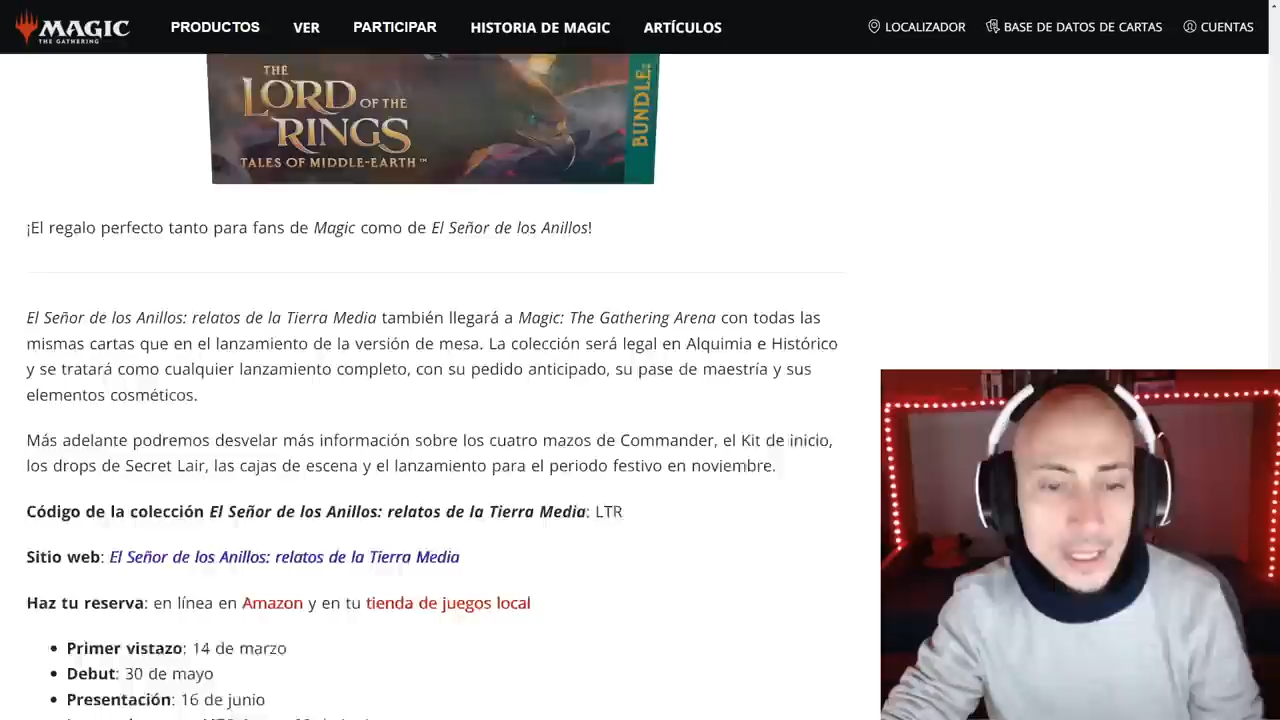 MAGIC
THE GATHERING
PRODUCTOS
VER
PARTICIPAR
HISTORIA DE MAGIC
ARTÍCULOS
LOCALIZADOR
BASE DE DATOS DE CARTAS
CUENTAS
THE
LORD OF THE
RINGS
TALES OF MIDDLE-EARTH™
BUNDLE
¡El regalo perfecto tanto para fans de Magic como de El Señor de los Anillos!
El Señor de los Anillos: relatos de la Tierra Media también llegará a Magic: The Gathering Arena con todas las
mismas cartas que en el lanzamiento de la versión de mesa. La colección será legal en Alquimia e Histórico
y se tratará como cualquier lanzamiento completo, con su pedido anticipado, su pase de maestría y sus
elementos cosméticos.
Más adelante podremos desvelar más información sobre los cuatro mazos de Commander, el Kit de inicio,
los drops de Secret Lair, las cajas de escena y el lanzamiento para el periodo festivo en noviembre.
Código de la colección El Señor de los Anillos: relatos de la Tierra Media: LTR
Sitio web: El Señor de los Anillos: relatos de la Tierra Media
Haz tu reserva: en línea en Amazon y en tu tienda de juegos local
• Primer vistazo: 14 de marzo
• Debut: 30 de mayo
• Presentación: 16 de junio